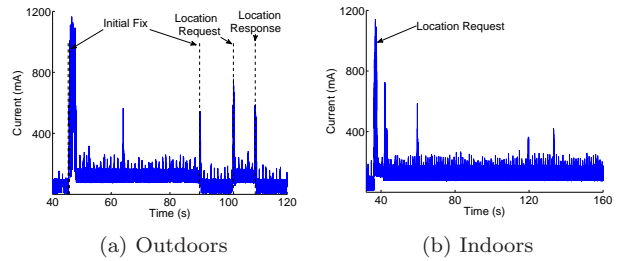 1200
800
400
Current (mA)
40
60
80
100
120
Time (s)
Initial Fix
Location
Request
Location
Response
(a) Outdoors
1200
800
400
Current (mA)
40
80
120
160
Time (s)
Location Request
(b) Indoors